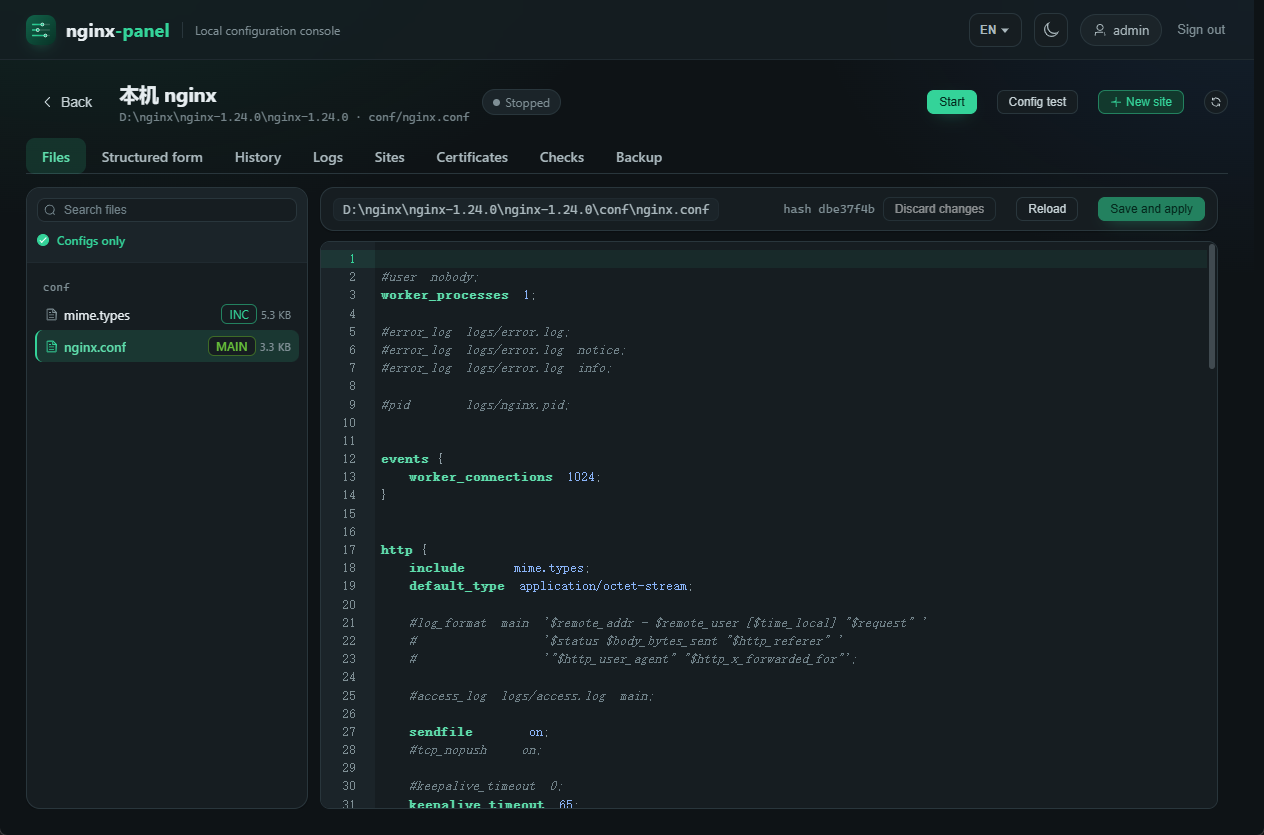 nginx-panel Local configuration console EN admin Sign out
Back
本机 nginx
D:\nginx\nginx-1.24.0\nginx-1.24.0 · conf/nginx.conf
Stopped
Start
Config test
+ New site
Files Structured form History Logs Sites Certificates Checks Backup
Search files
Configs only
conf
mime.types INC 5.3 KB
nginx.conf MAIN 3.3 KB
D:\nginx\nginx-1.24.0\nginx-1.24.0\conf\nginx.conf hash dbe37f4b Discard changes Reload Save and apply
1
2 #user  nobody;
3 worker_processes  1;
4
5 #error_log  logs/error.log;
6 #error_log  logs/error.log  notice;
7 #error_log  logs/error.log  info;
8
9 #pid        logs/nginx.pid;
10
11
12 events {
13     worker_connections  1024;
14 }
15
16
17 http {
18     include       mime.types;
19     default_type  application/octet-stream;
20
21     #log_format  main  '$remote_addr - $remote_user [$time_local] "$request" '
22     #                  '$status $body_bytes_sent "$http_referer" '
23     #                  '"$http_user_agent" "$http_x_forwarded_for"';
24
25     #access_log  logs/access.log  main;
26
27     sendfile        on;
28     #tcp_nopush     on;
29
30     #keepalive_timeout  0;
31     keepalive_timeout  65;